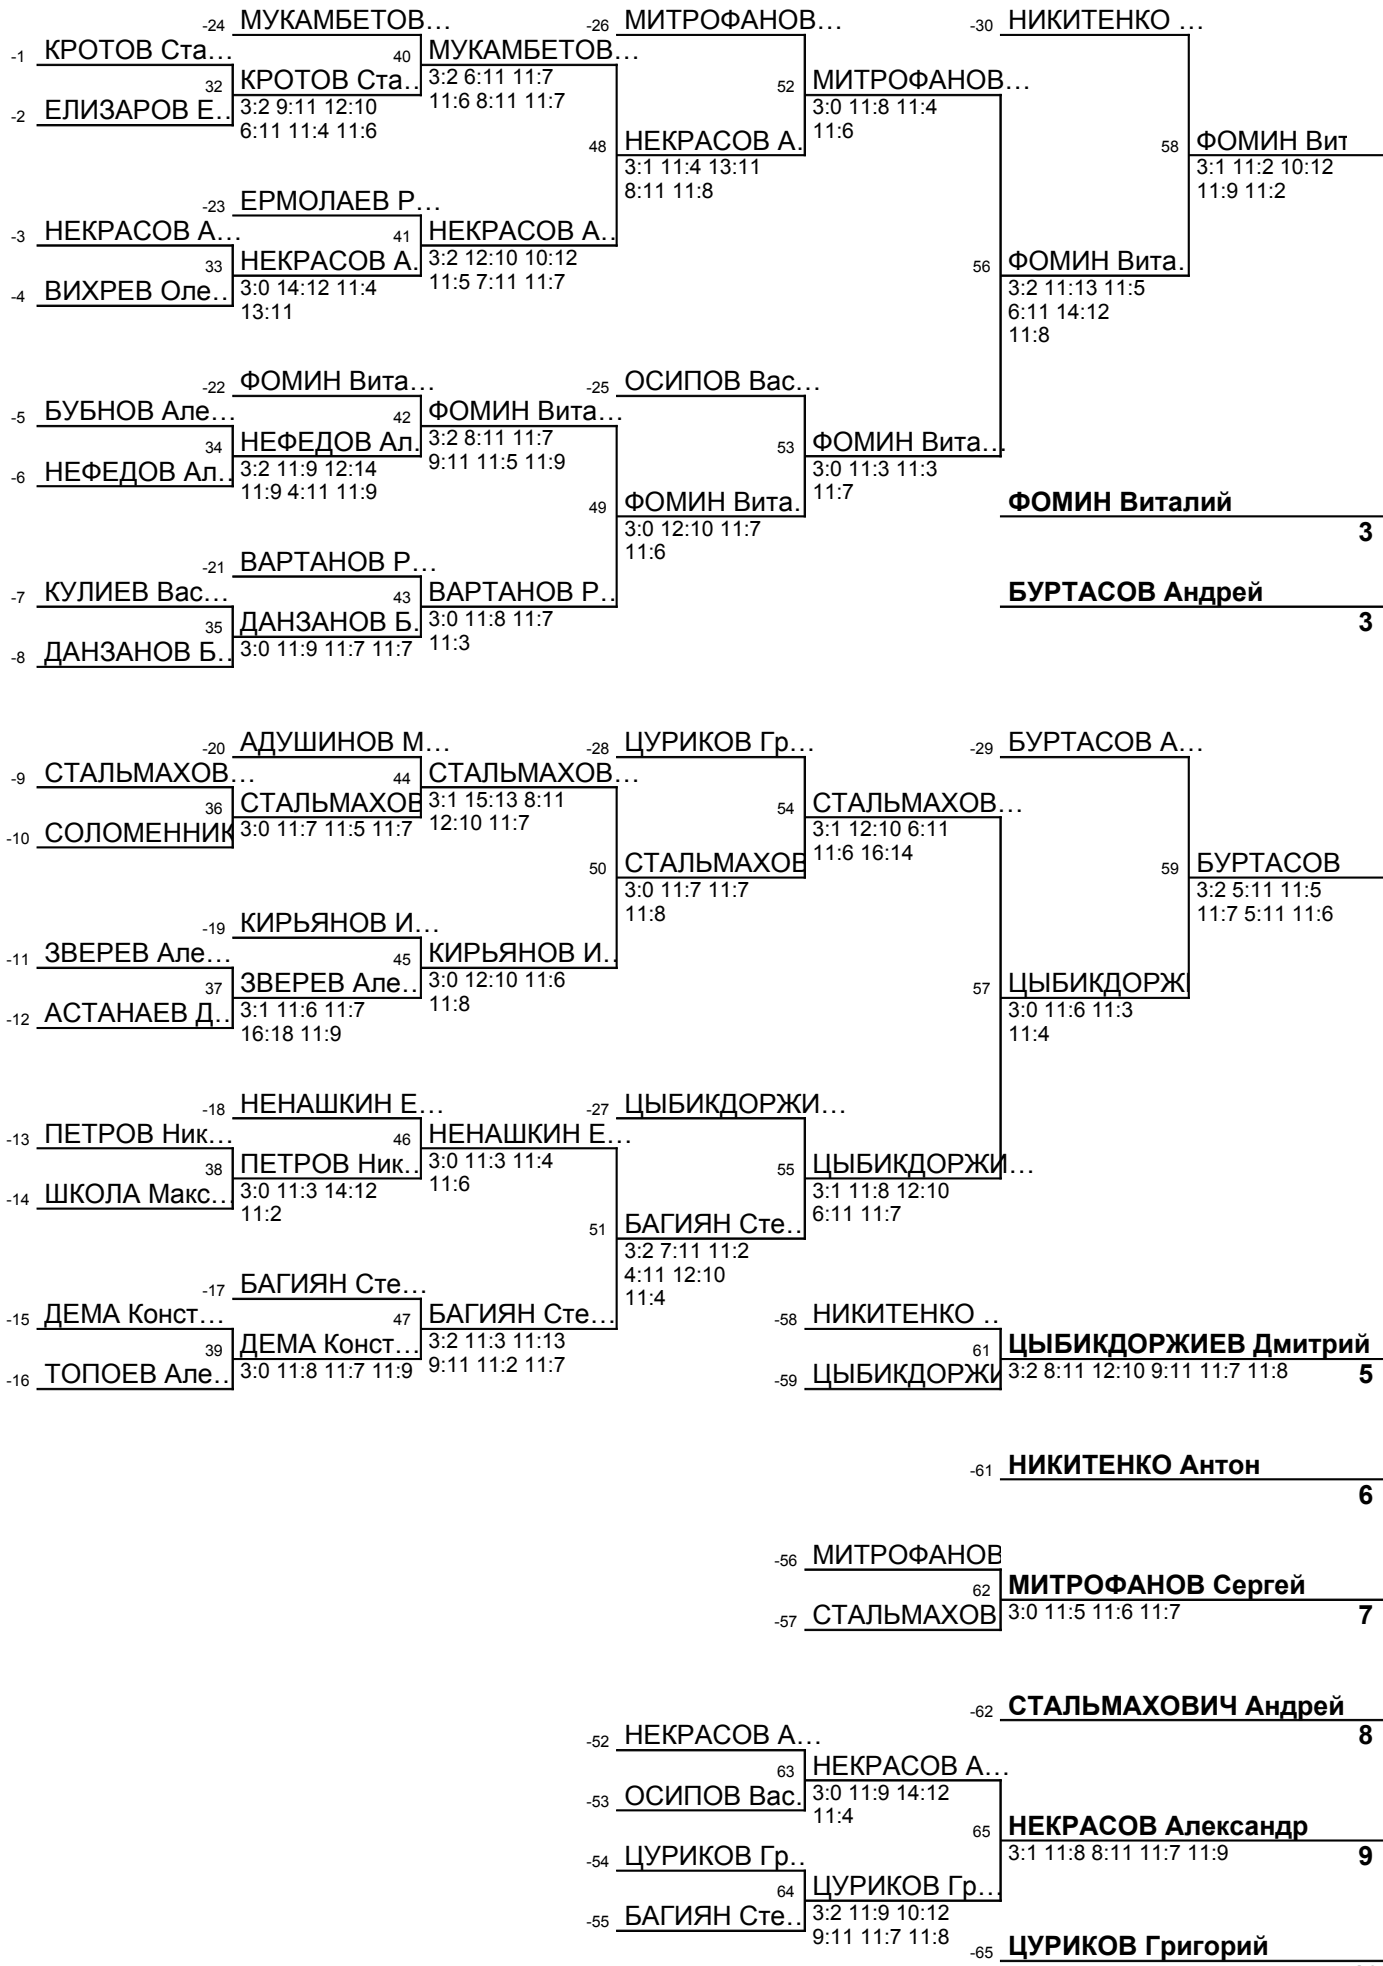 -24 МУКАМБЕТОВ…
-26 МИТРОФАНОВ…
-30 НИКИТЕНКО …
-1 КРОТОВ Ста…
40 МУКАМБЕТОВ…
3:2 6:11 11:7
11:6 8:11 11:7
32 КРОТОВ Ста..
3:2 9:11 12:10
6:11 11:4 11:6
52 МИТРОФАНОВ…
3:0 11:8 11:4
11:6
-2 ЕЛИЗАРОВ Е..
48 НЕКРАСОВ А.
3:1 11:4 13:11
8:11 11:8
58 ФОМИН Вит
3:1 11:2 10:12
11:9 11:2
-23 ЕРМОЛАЕВ Р…
-3 НЕКРАСОВ А…
41 НЕКРАСОВ А..
3:2 12:10 10:12
11:5 7:11 11:7
33 НЕКРАСОВ А.
3:0 14:12 11:4
13:11
56 ФОМИН Вита.
3:2 11:13 11:5
6:11 14:12
11:8
-4 ВИХРЕВ Оле..
-22 ФОМИН Вита…
-25 ОСИПОВ Вас…
-5 БУБНОВ Але…
42 ФОМИН Вита…
3:2 8:11 11:7
9:11 11:5 11:9
34 НЕФЕДОВ Ал.
3:2 11:9 12:14
11:9 4:11 11:9
53 ФОМИН Вита…
3:0 11:3 11:3
11:7
-6 НЕФЕДОВ Ал..
49 ФОМИН Вита.
3:0 12:10 11:7
11:6
ФОМИН Виталий
3
-21 ВАРТАНОВ Р…
-7 КУЛИЕВ Вас…
43 ВАРТАНОВ Р..
3:0 11:8 11:7
11:3
БУРТАСОВ Андрей
3
35 ДАНЗАНОВ Б.
3:0 11:9 11:7 11:7
-8 ДАНЗАНОВ Б..
-20 АДУШИНОВ М…
-28 ЦУРИКОВ Гр…
-29 БУРТАСОВ А…
-9 СТАЛЬМАХОВ…
44 СТАЛЬМАХОВ…
3:1 15:13 8:11
12:10 11:7
36 СТАЛЬМАХОВ
3:0 11:7 11:5 11:7
54 СТАЛЬМАХОВ…
3:1 12:10 6:11
11:6 16:14
-10 СОЛОМЕННИК
50 СТАЛЬМАХОВ
3:0 11:7 11:7
11:8
59 БУРТАСОВ
3:2 5:11 11:5
11:7 5:11 11:6
-19 КИРЬЯНОВ И…
-11 ЗВЕРЕВ Але…
45 КИРЬЯНОВ И..
3:0 12:10 11:6
11:8
37 ЗВЕРЕВ Але..
3:1 11:6 11:7
16:18 11:9
57 ЦЫБИКДОРЖИ
3:0 11:6 11:3
11:4
-12 АСТАНАЕВ Д..
-18 НЕНАШКИН Е…
-27 ЦЫБИКДОРЖИ…
-13 ПЕТРОВ Ник…
46 НЕНАШКИН Е…
3:0 11:3 11:4
11:6
38 ПЕТРОВ Ник..
3:0 11:3 14:12
11:2
55 ЦЫБИКДОРЖИ…
3:1 11:8 12:10
6:11 11:7
-14 ШКОЛА Макс..
51 БАГИЯН Сте..
3:2 7:11 11:2
4:11 12:10
11:4
-17 БАГИЯН Сте…
-15 ДЕМА Конст…
47 БАГИЯН Сте…
3:2 11:3 11:13
9:11 11:2 11:7
-58 НИКИТЕНКО ..
39 ДЕМА Конст…
3:0 11:8 11:7 11:9
61 ЦЫБИКДОРЖИЕВ Дмитрий
3:2 8:11 12:10 9:11 11:7 11:8 5
-16 ТОПОЕВ Але..
-59 ЦЫБИКДОРЖИ
-61 НИКИТЕНКО Антон
6
-56 МИТРОФАНОВ
62 МИТРОФАНОВ Сергей
3:0 11:5 11:6 11:7 7
-57 СТАЛЬМАХОВ
-62 СТАЛЬМАХОВИЧ Андрей
8
-52 НЕКРАСОВ А…
63 НЕКРАСОВ А…
3:0 11:9 14:12
11:4
-53 ОСИПОВ Вас.
65 НЕКРАСОВ Александр
3:1 11:8 8:11 11:7 11:9 9
-54 ЦУРИКОВ Гр..
64 ЦУРИКОВ Гр…
3:2 11:9 10:12
9:11 11:7 11:8
-55 БАГИЯН Сте..
-65 ЦУРИКОВ Григорий